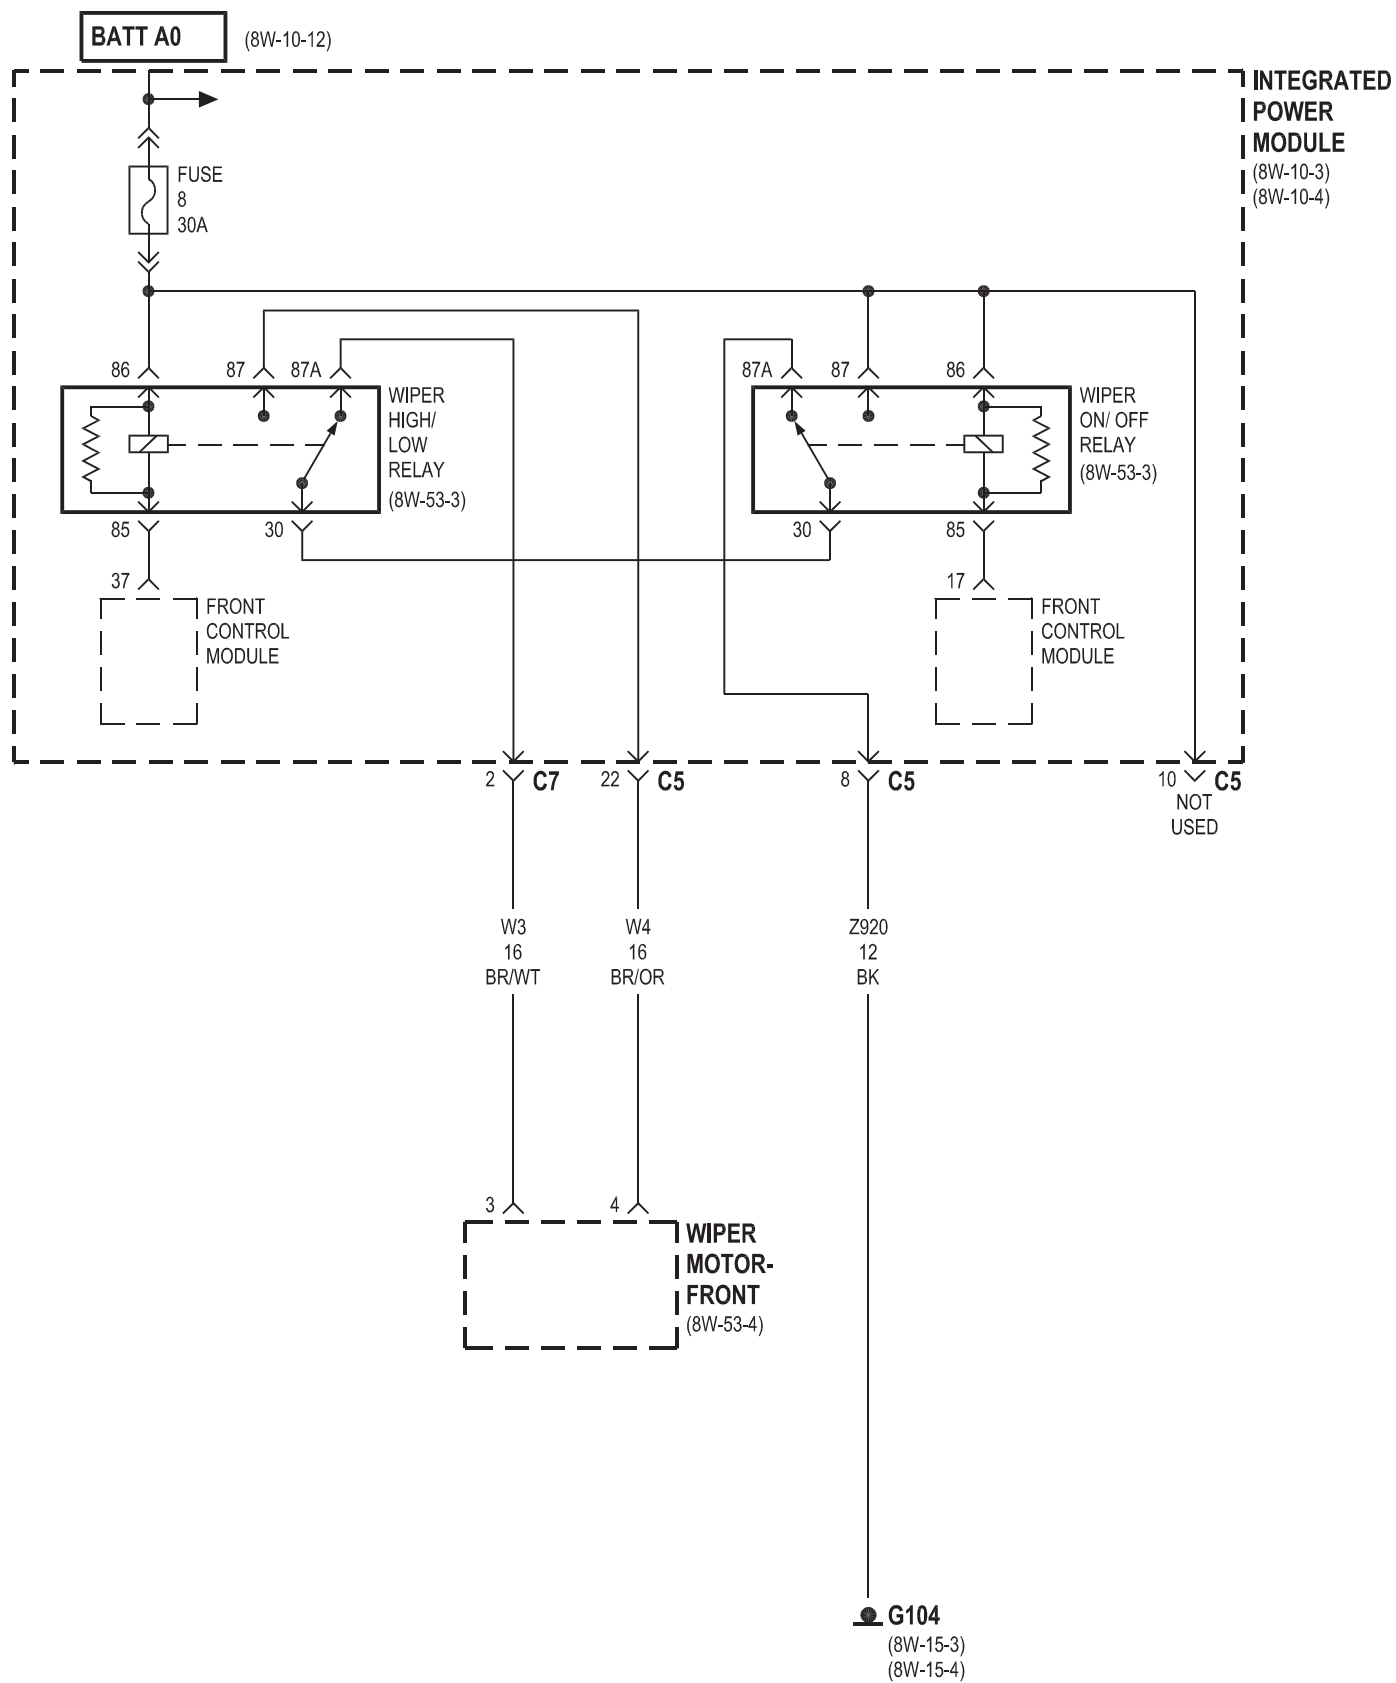 BATT A0
(8W-10-12)
INTEGRATED
POWER
MODULE
(8W-10-3)
(8W-10-4)
FUSE
8
30A
86
87
87A
WIPER
HIGH/
LOW
RELAY
(8W-53-3)
85
30
87A
87
86
WIPER
ON/ OFF
RELAY
(8W-53-3)
30
85
37
FRONT
CONTROL
MODULE
17
FRONT
CONTROL
MODULE
2
C7
22
C5
8
C5
10
C5
NOT
USED
W3
16
BR/WT
W4
16
BR/OR
Z920
12
BK
3
4
WIPER
MOTOR-
FRONT
(8W-53-4)
G104
(8W-15-3)
(8W-15-4)